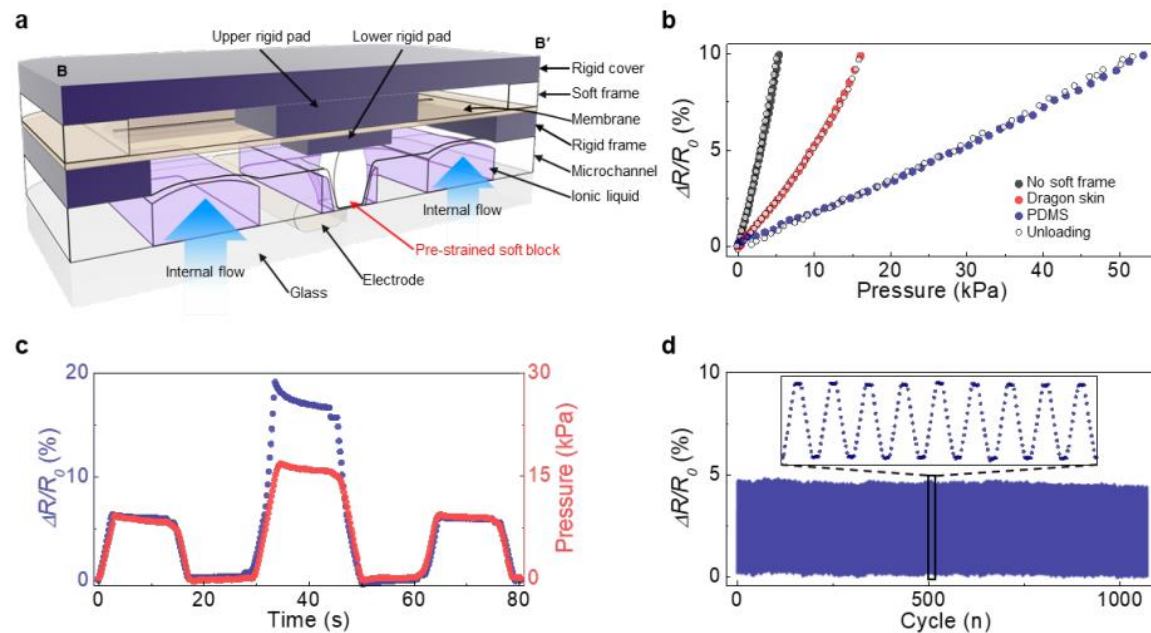 a
Upper rigid pad
Lower rigid pad
B
B′
Rigid cover
Soft frame
Membrane
Rigid frame
Microchannel
Ionic liquid
Internal flow
Internal flow
Pre-strained soft block
Electrode
Glass
b
ΔR/R0 (%)
10
5
0
No soft frame
Dragon skin
PDMS
Unloading
0 10 20 30 40 50
Pressure (kPa)
c
ΔR/R0 (%)
20
10
0
30
15
0
Pressure (kPa)
0 20 40 60 80
Time (s)
d
ΔR/R0 (%)
10
5
0
0 500 1000
Cycle (n)